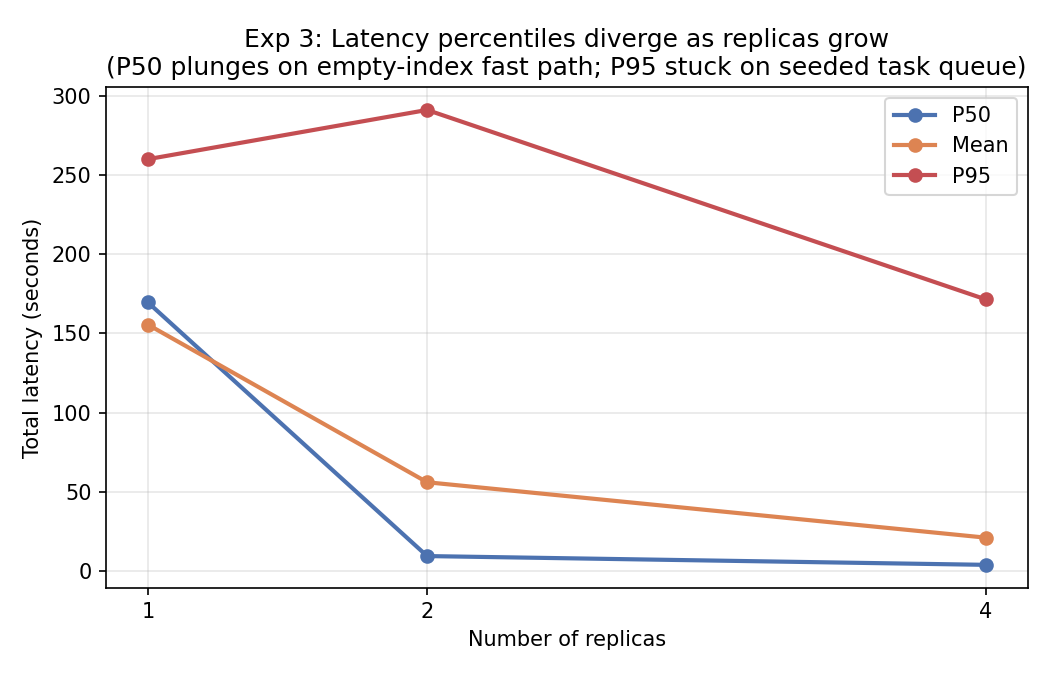 Exp 3: Latency percentiles diverge as replicas grow
(P50 plunges on empty-index fast path; P95 stuck on seeded task queue)
300
250
200
150
100
50
0
Total latency (seconds)
P50
Mean
P95
1
2
4
Number of replicas